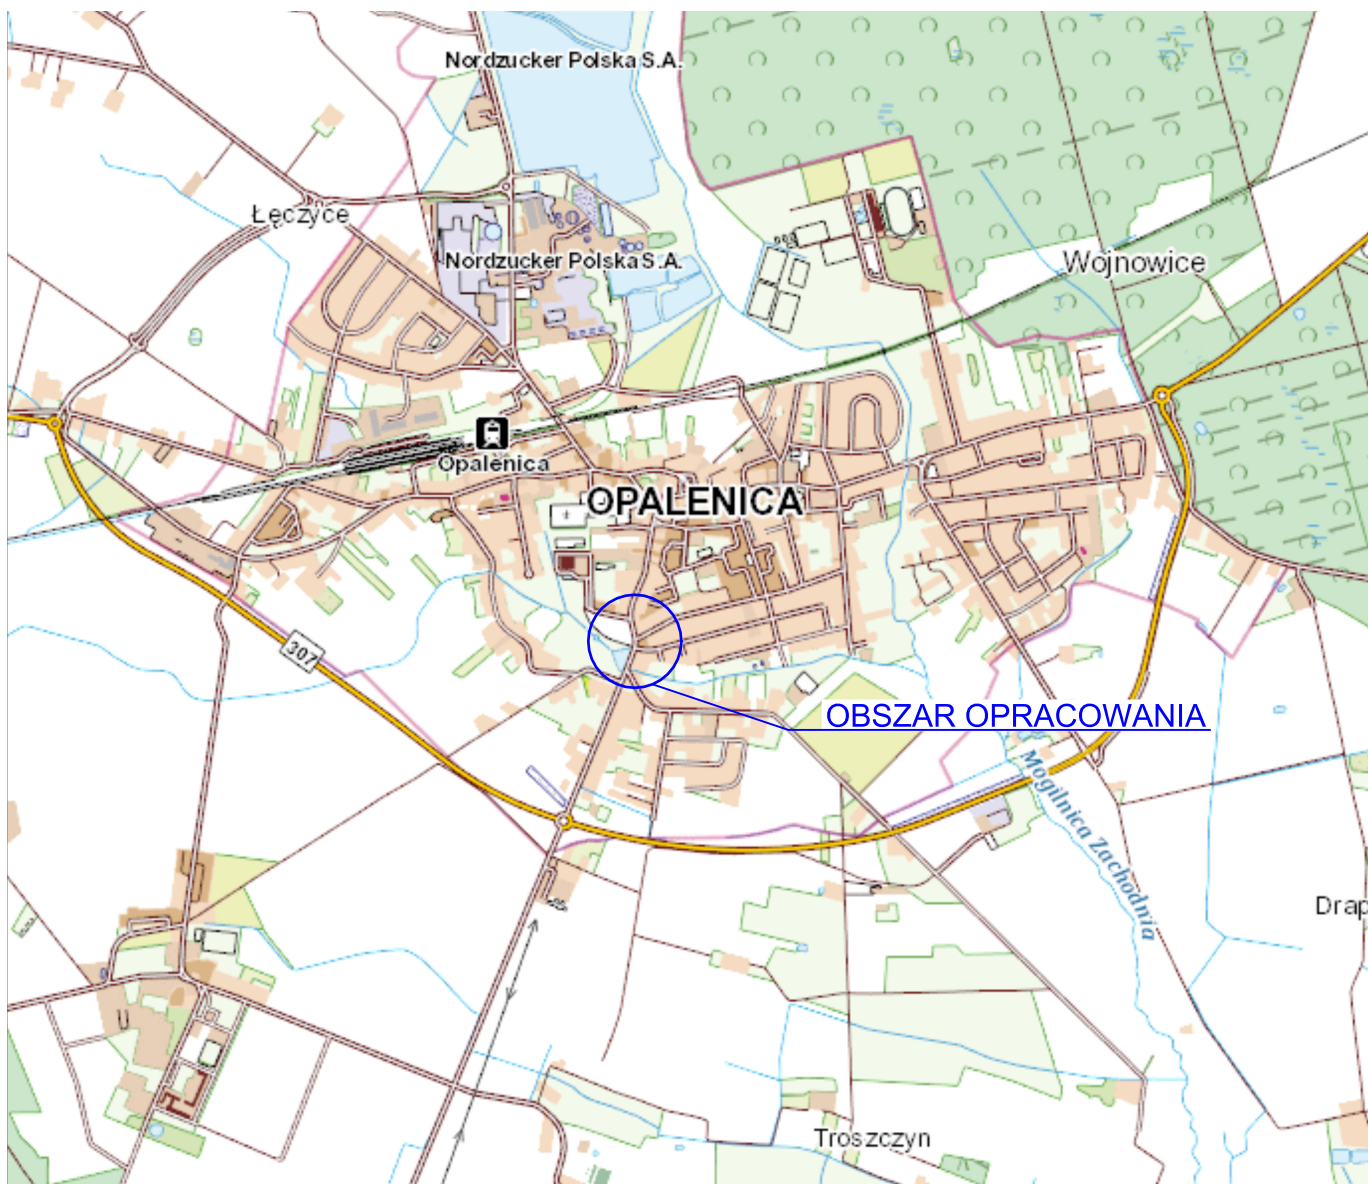 Nordzucker Polska S.A.
Łęczyce
Nordzucker Polska S.A.
Wojnowice
Opalenica
OPALENICA
307
OBSZAR OPRACOWANIA
Mogilnica Zachodnia
Drap
Troszczyn